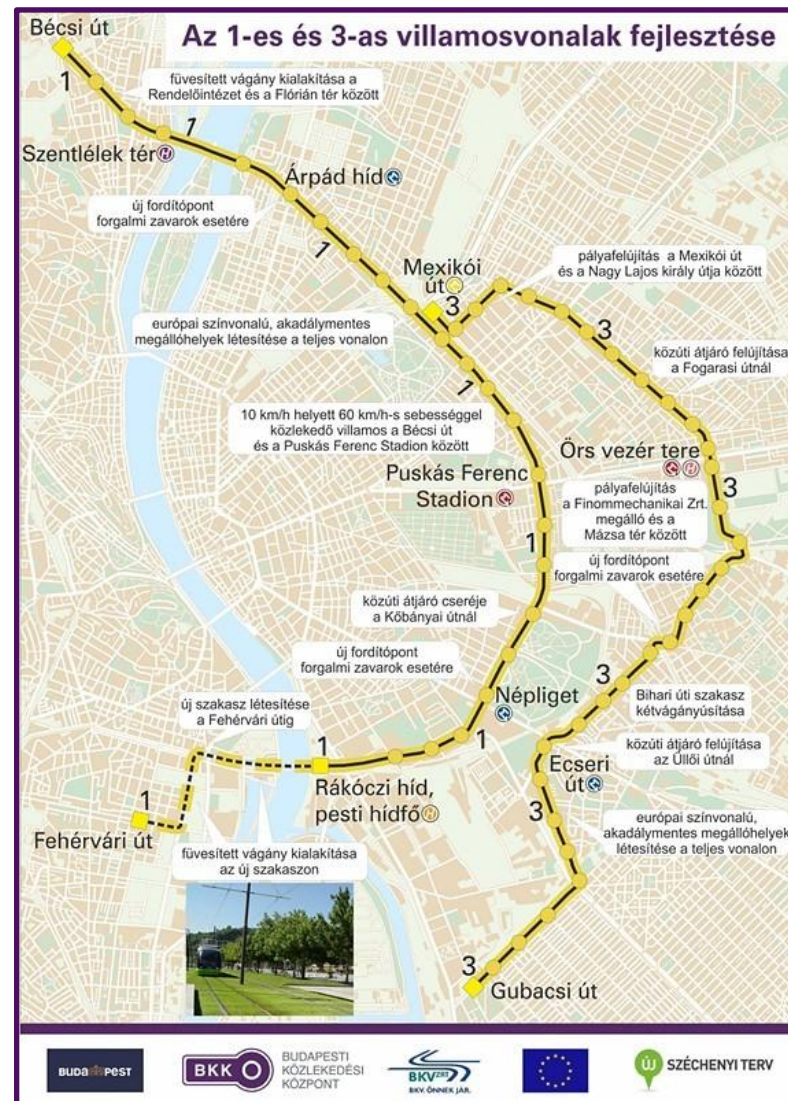 Az 1-es és 3-as villamosvonalak fejlesztése
Bécsi út
1
füvesített vágány kialakítása a
Rendelőintézet és a Flórián tér között
1
Szentlélek tér
H
Árpád híd
új fordítópont
forgalmi zavarok esetére
1
Mexikói
út
3
pályafelújítás a Mexikói út
és a Nagy Lajos király útja között
európai színvonalú, akadálymentes
megállóhelyek létesítése a teljes vonalon
3
közúti átjáró felújítása
a Fogarasi útnál
1
10 km/h helyett 60 km/h-s sebességgel
közlekedő villamos a Bécsi út
és a Puskás Ferenc Stadion között
Örs vezér tere
H
Puskás Ferenc
Stadion
pályafelújítás
a Finommechanikai Zrt.
megálló és a
Mázsa tér között
3
1
új fordítópont
forgalmi zavarok esetére
közúti átjáró cseréje
a Kőbányai útnál
új fordítópont
forgalmi zavarok esetére
3
Népliget
Bihari úti szakasz
kétvágányúsítása
új szakasz létesítése
a Fehérvári útig
1
1
közúti átjáró felújítása
az Üllői útnál
Ecseri
út
Rákóczi híd,
pesti hídfő
H
1
Fehérvári út
3
európai színvonalú,
akadálymentes megállóhelyek
létesítése a teljes vonalon
füvesített vágány kialakítása
az új szakaszon
3
Gubacsi út
BUDAPEST
BKK
BUDAPESTI
KÖZLEKEDÉSI
KÖZPONT
BKV ZRT
BKV. ÖNNEK JÁR.
ÚJ
SZÉCHENYI TERV